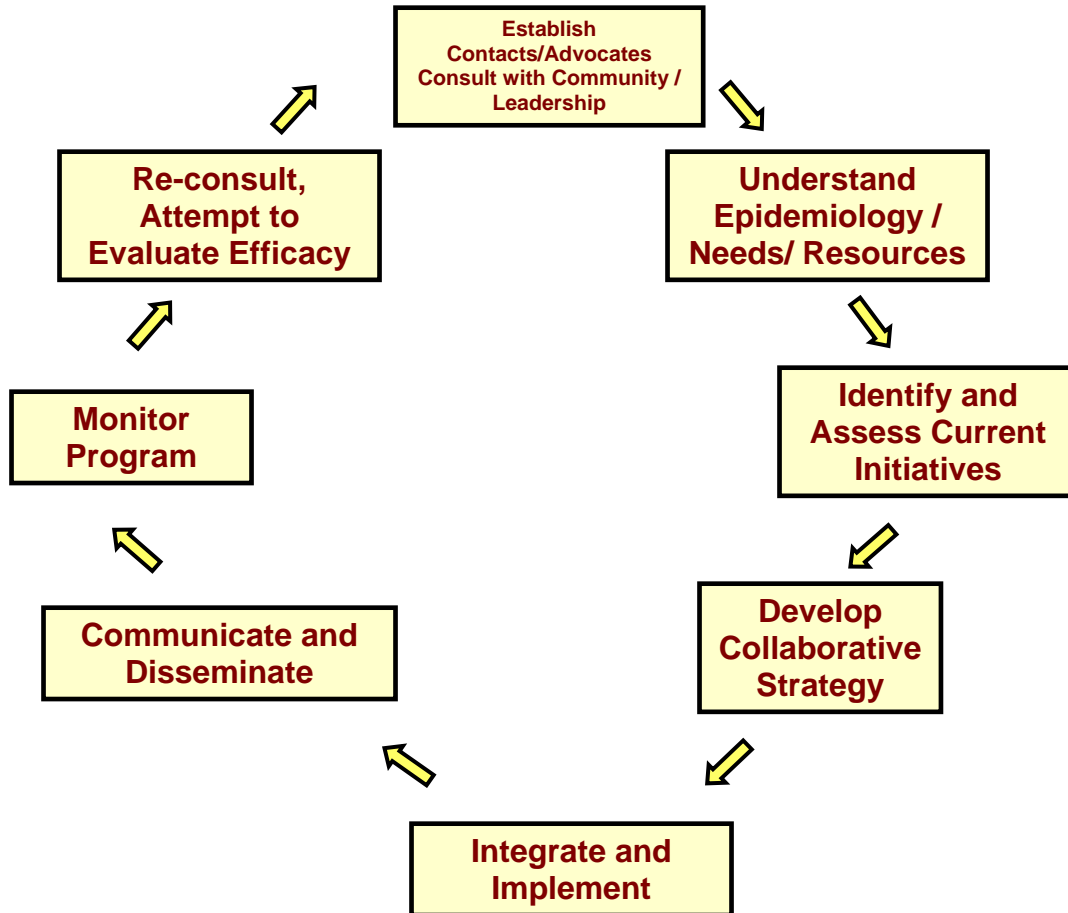 Establish
Contacts/Advocates
Consult with Community /
Leadership
Understand
Epidemiology /
Needs/ Resources
Identify and
Assess Current
Initiatives
Develop
Collaborative
Strategy
Integrate and
Implement
Communicate and
Disseminate
Monitor
Program
Re-consult,
Attempt to
Evaluate Efficacy